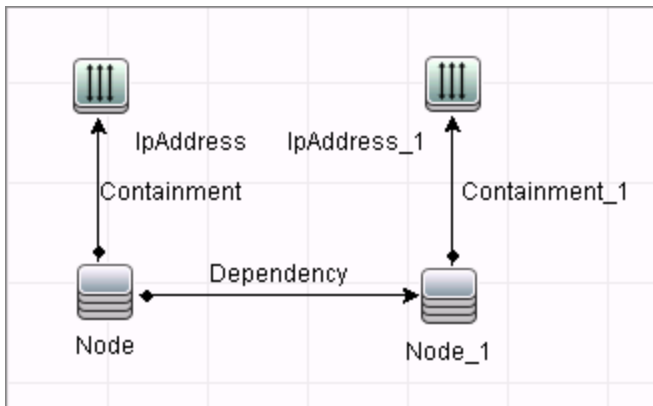 IpAddress
IpAddress_1
Containment
Containment_1
Dependency
Node
Node_1